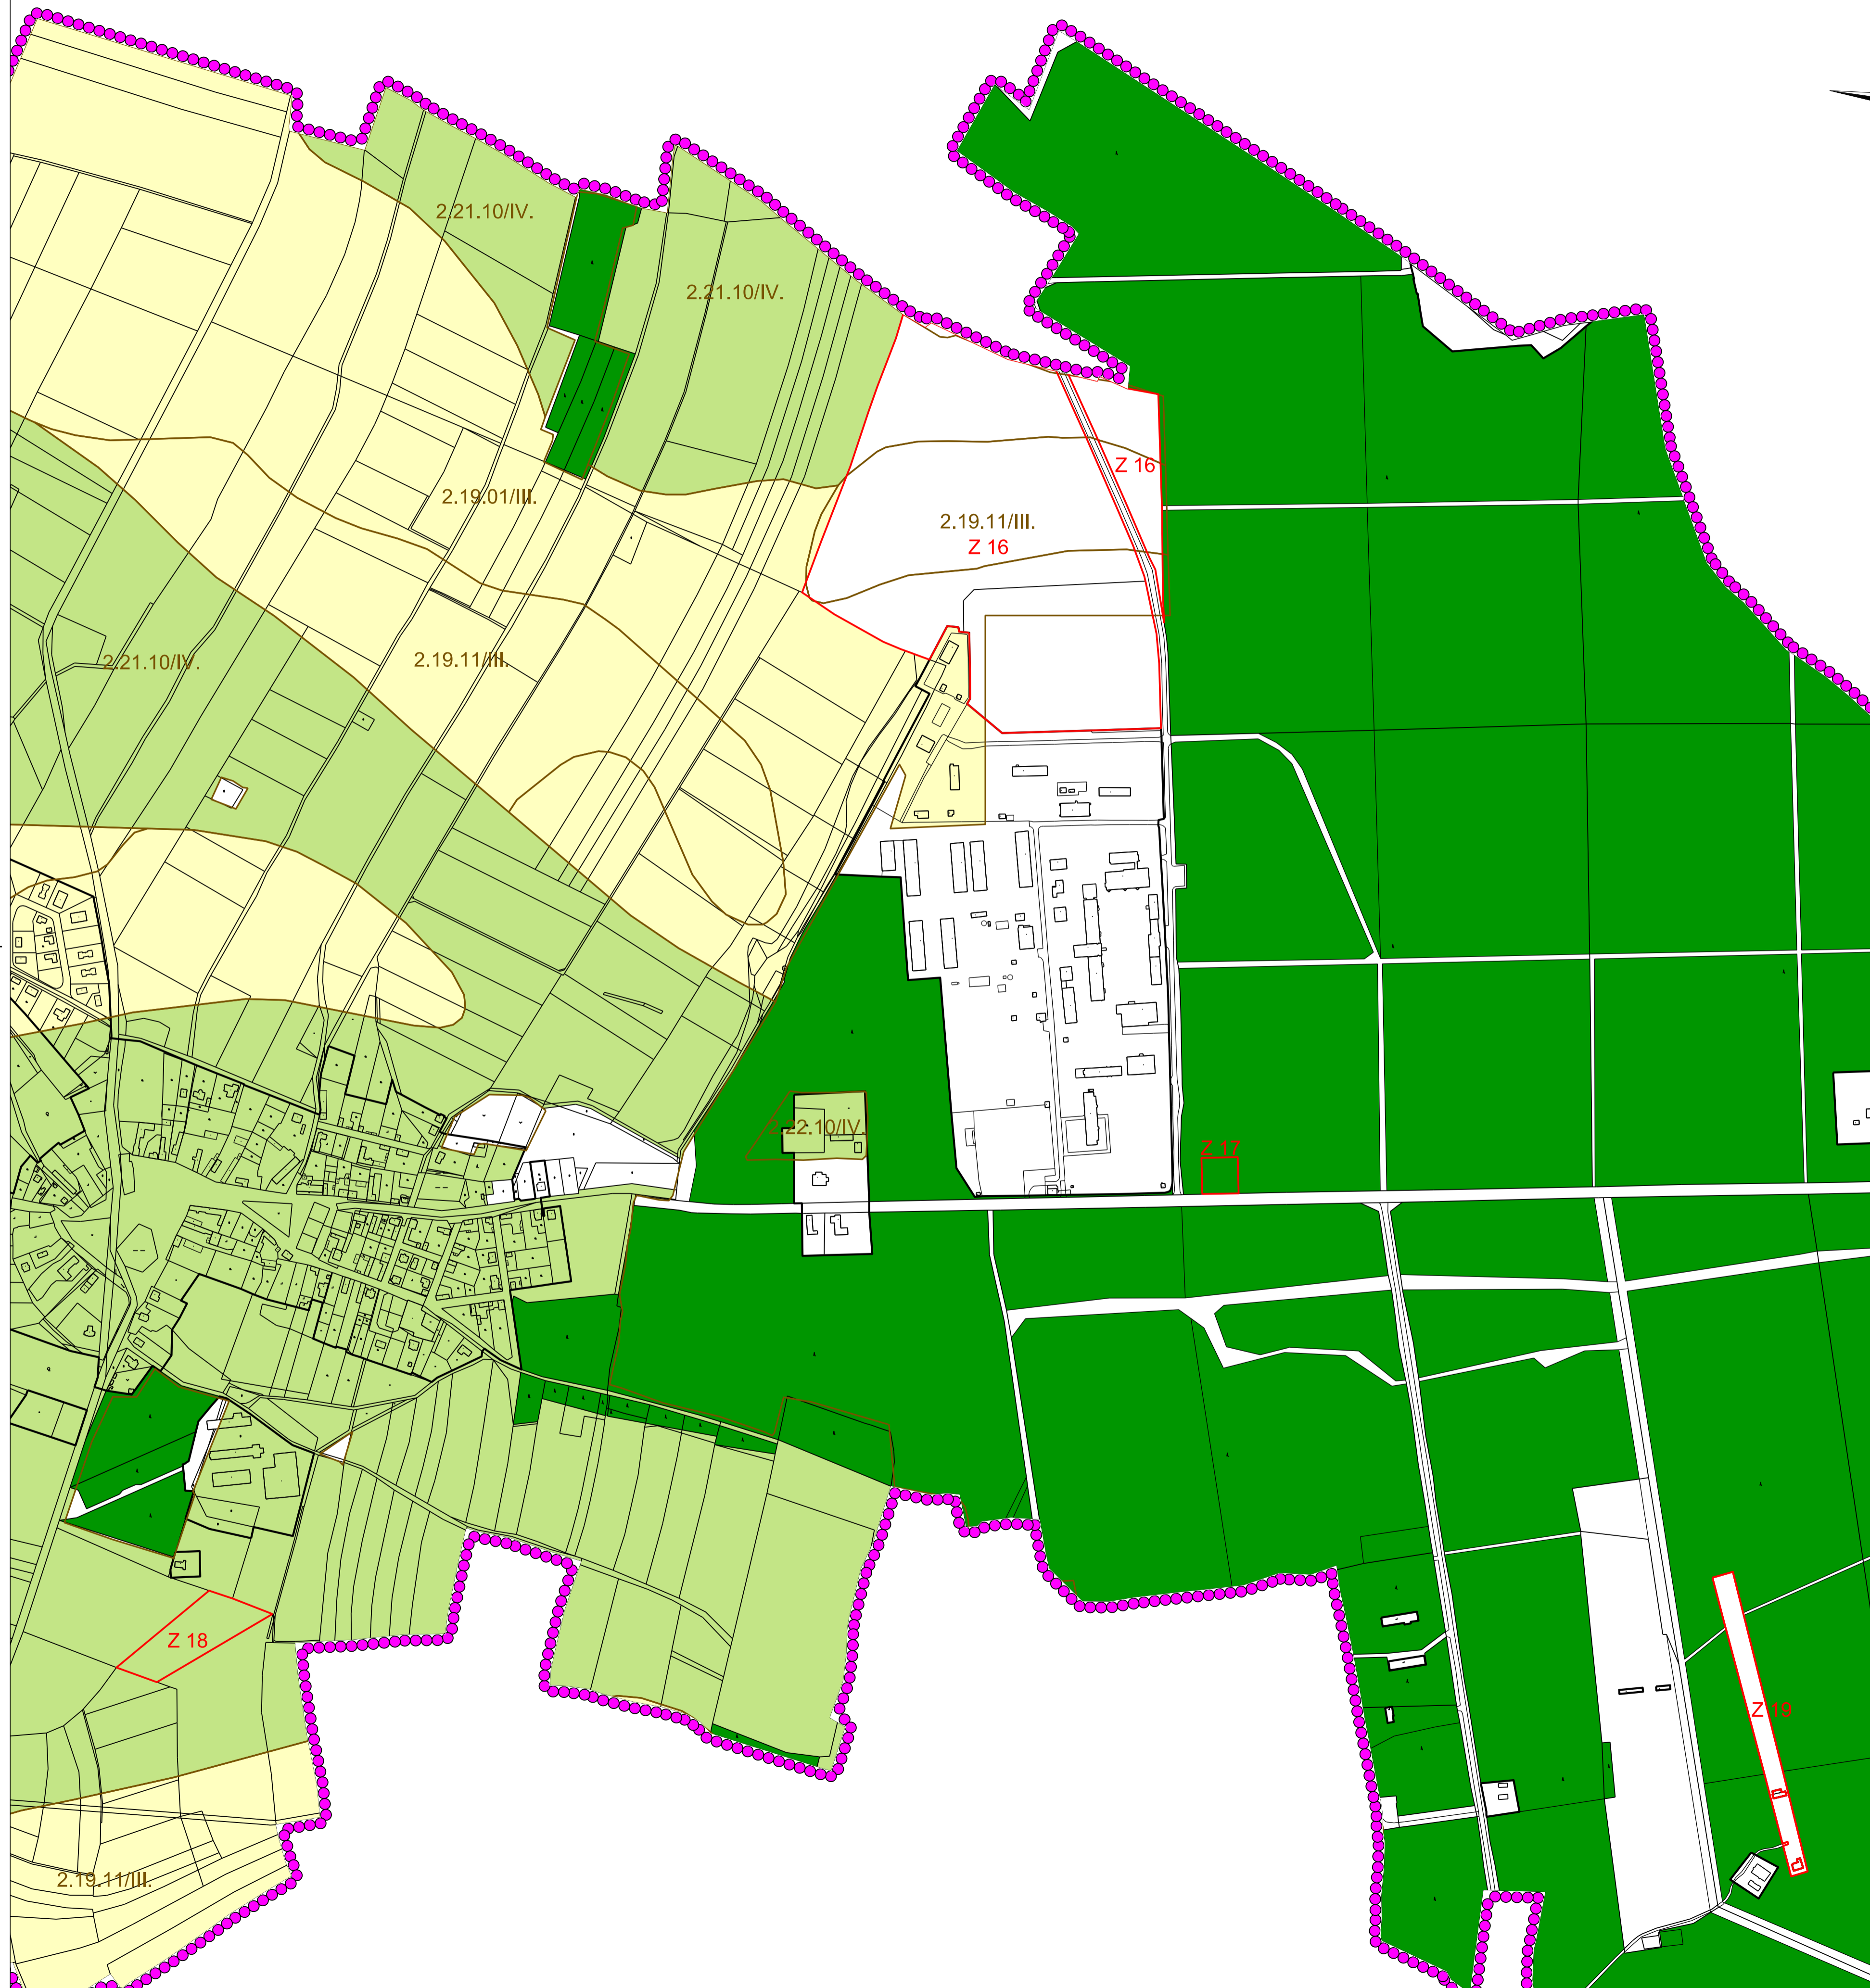 2.21.10/IV.
2.21.10/IV.
Z 16
2.19.01/III.
2.19.11/III.
Z 16
2.21.10/IV.
2.19.11/III.
2.22.10/IV.
Z 17
Z 18
Z 19
2.19.11/III.